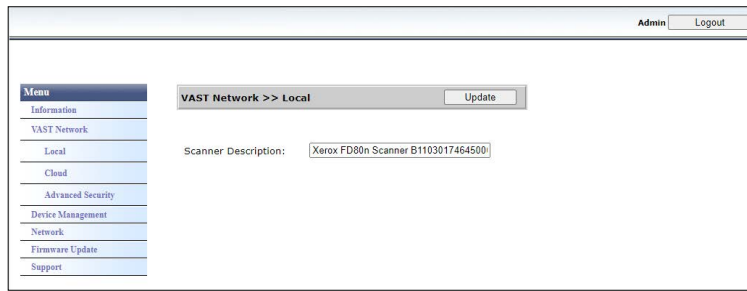 Admin Logout
Menu
Information
VAST Network
Local
Cloud
Advanced Security
Device Management
Network
Firmware Update
Support
VAST Network >> Local Update
Scanner Description: Xerox FD80n Scanner